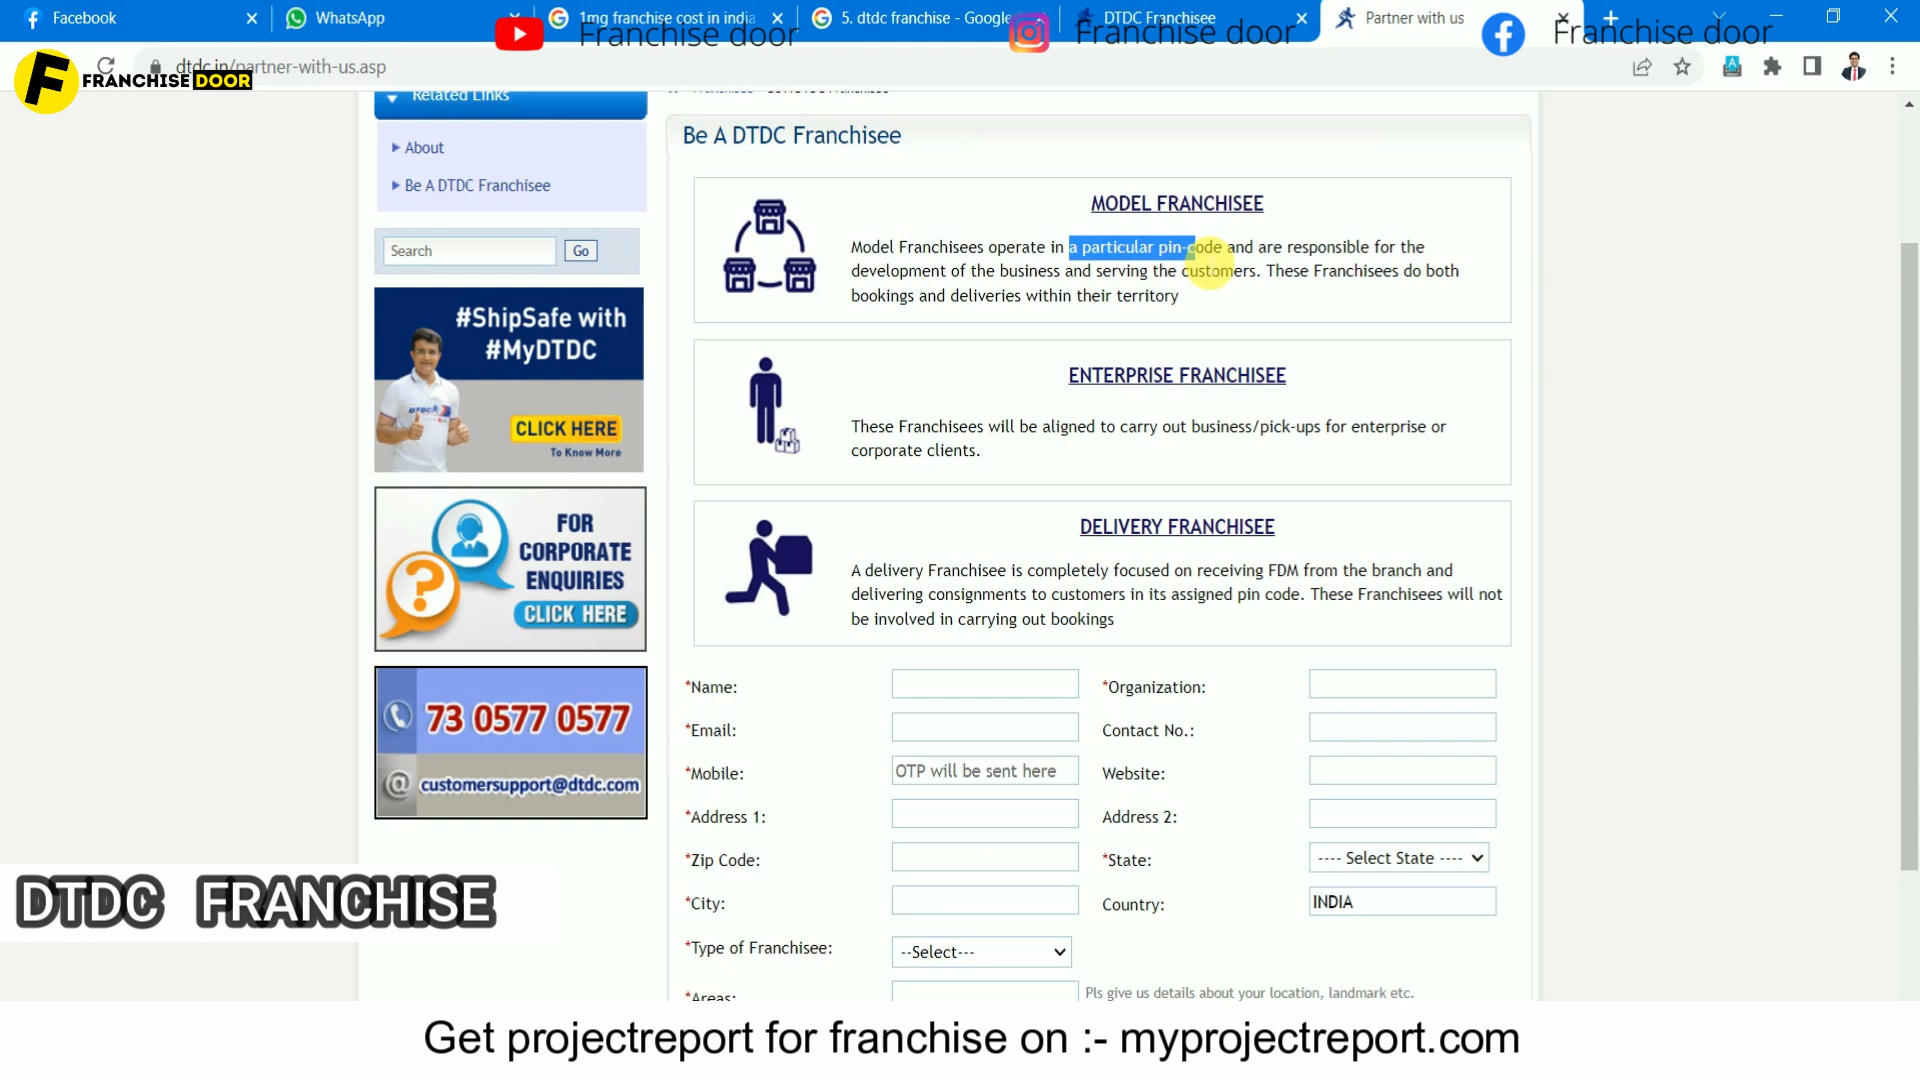 Facebook
WhatsApp
1mg franchise cost in india
5. dtdc franchise - Google
DTDC Franchisee
Partner with us
Franchise door
Franchise door
Franchise door
dtdc.in/partner-with-us.asp
FRANCHISE DOOR
Related Links
About
Be A DTDC Franchisee
Search
Go
#ShipSafe with
#MyDTDC
DTDC
CLICK HERE
To Know More
FOR
CORPORATE
ENQUIRIES
CLICK HERE
73 0577 0577
customersupport@dtdc.com
Be A DTDC Franchisee
MODEL FRANCHISEE
Model Franchisees operate in a particular pin-code and are responsible for the
development of the business and serving the customers. These Franchisees do both
bookings and deliveries within their territory
ENTERPRISE FRANCHISEE
These Franchisees will be aligned to carry out business/pick-ups for enterprise or
corporate clients.
DELIVERY FRANCHISEE
A delivery Franchisee is completely focused on receiving FDM from the branch and
delivering consignments to customers in its assigned pin code. These Franchisees will not
be involved in carrying out bookings
*Name:
*Organization:
*Email:
Contact No.:
*Mobile: OTP will be sent here
Website:
*Address 1:
Address 2:
*Zip Code:
*State: ---- Select State ----
*City:
Country: INDIA
*Type of Franchisee: --Select---
*Areas:
Pls give us details about your location, landmark etc.
DTDC FRANCHISE
Get projectreport for franchise on :- myprojectreport.com